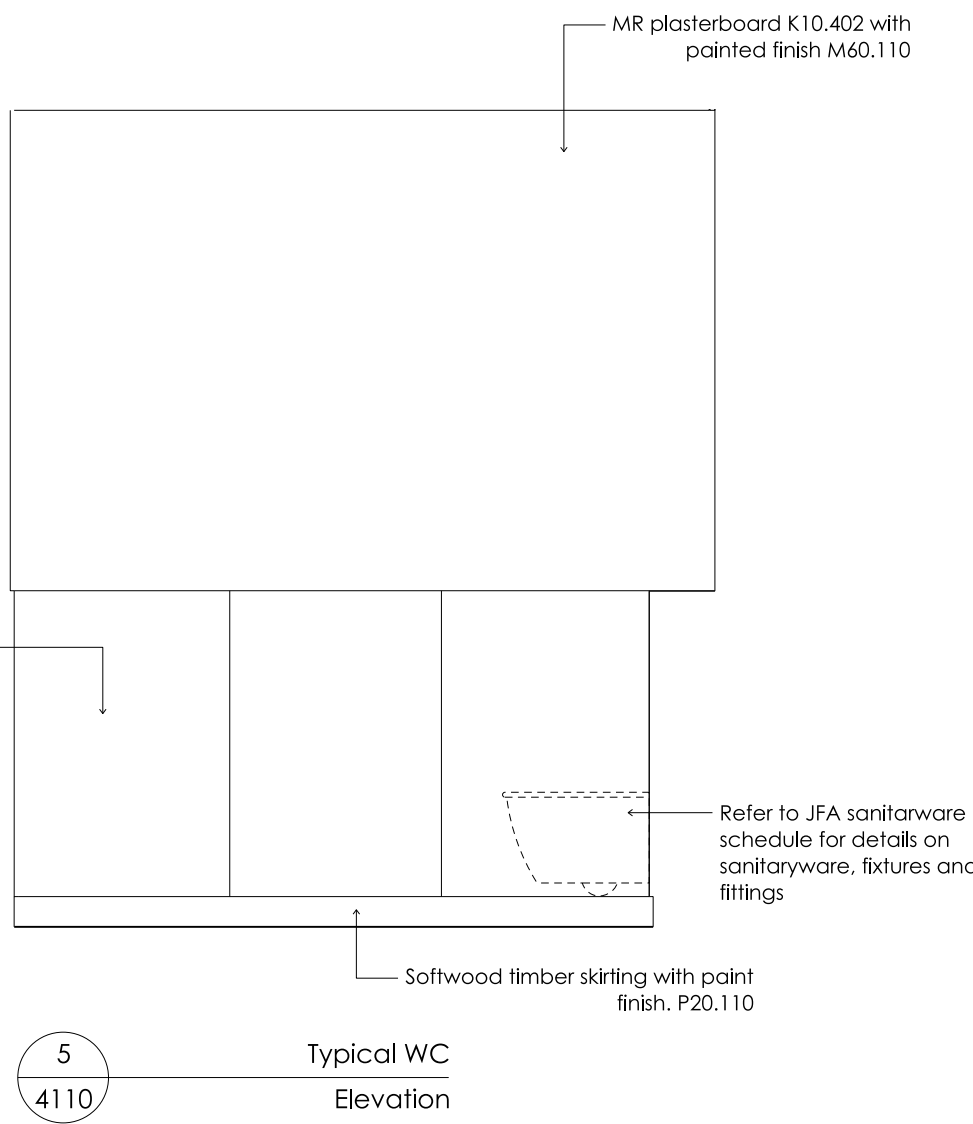 MR plasterboard K10.402 with
painted finish M60.110
Refer to JFA sanitarware
schedule for details on
sanitaryware, fixtures and
fittings
Softwood timber skirting with paint
finish. P20.110
5
Typical WC
4110
Elevation